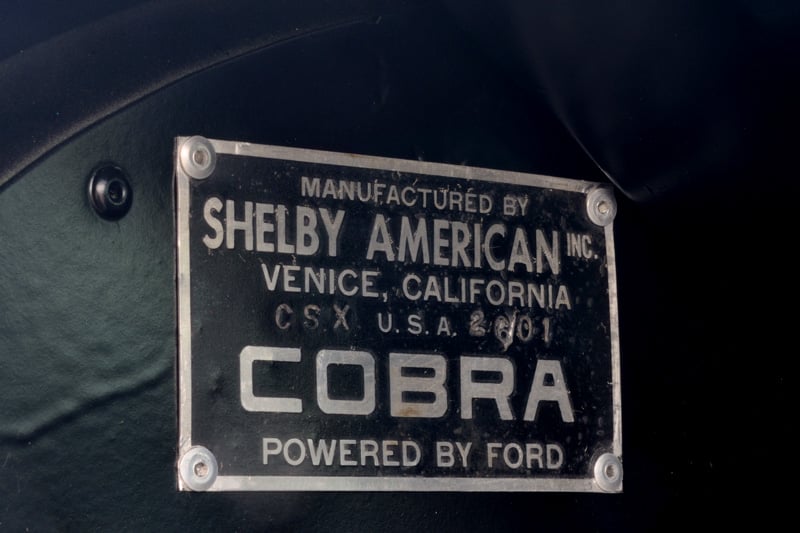 MANUFACTURED BY
SHELBY AMERICAN INC.
VENICE, CALIFORNIA
CSX U.S.A.
COBRA
POWERED BY FORD